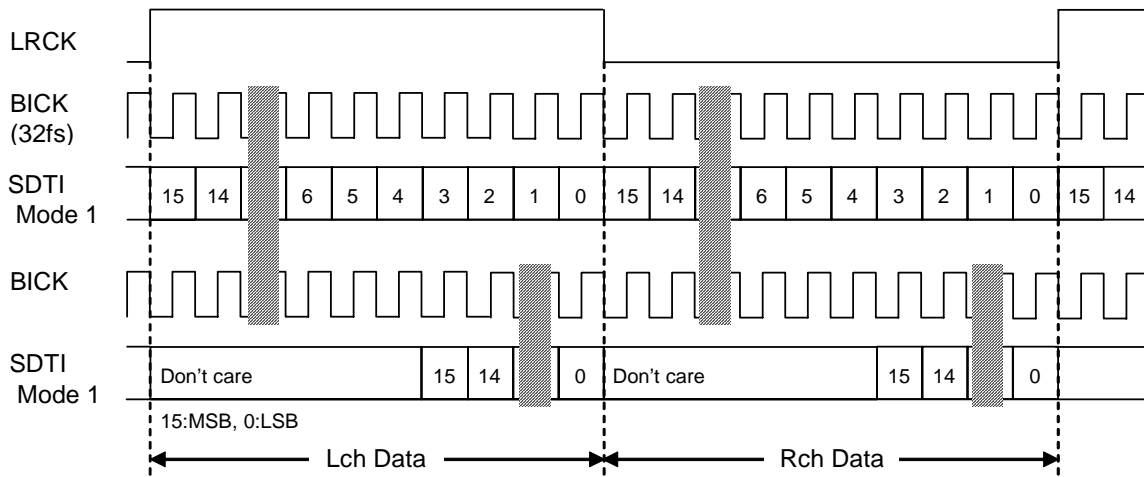 LRCK
BICK
(32fs)
SDTI
Mode 1
15 14 6 5 4 3 2 1 0 15 14 6 5 4 3 2 1 0 15 14
BICK
SDTI
Mode 1
Don't care 15 14 0 Don't care 15 14 0
15:MSB, 0:LSB
Lch Data Rch Data